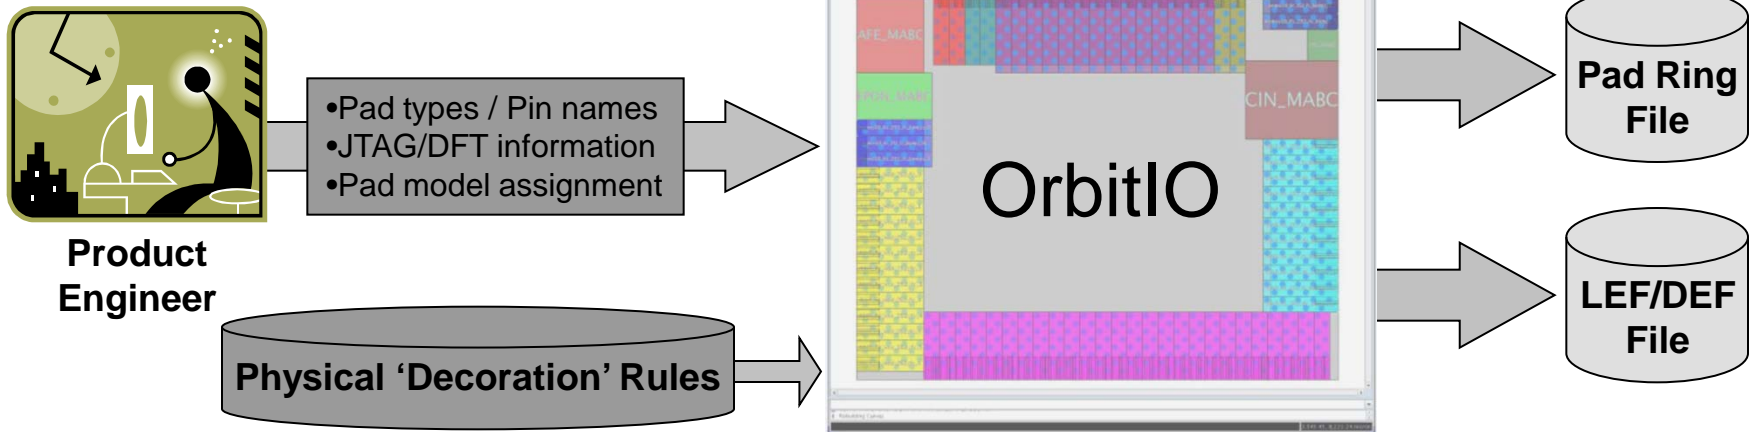 •Pad types / Pin names
•JTAG/DFT information
•Pad model assignment
Product
Engineer
Physical ‘Decoration’ Rules
AFE_MABC
CIN_MABC
OrbitIO
Pad Ring
File
LEF/DEF
File